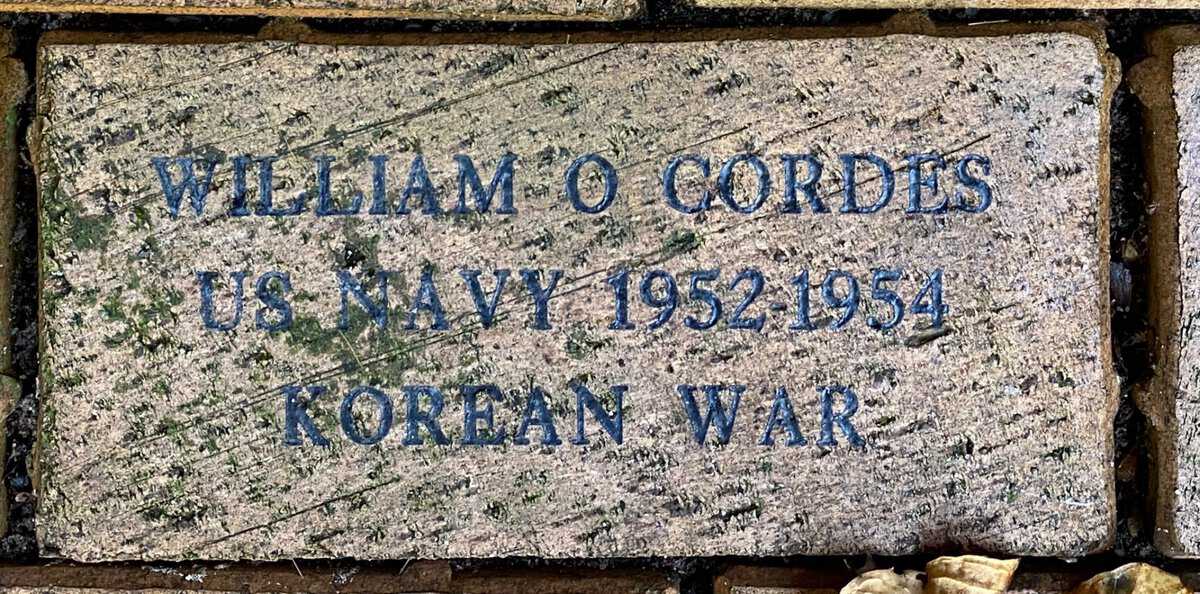 WILLIAM O CORDES
US NAVY 1952-1954
KOREAN WAR